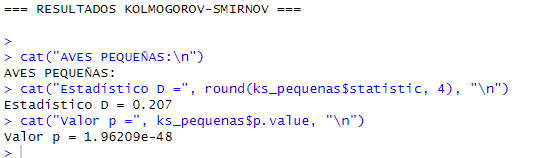 === RESULTADOS KOLMOGOROV-SMIRNOV ===
>
> cat("AVES PEQUEÑAS:\n")
AVES PEQUEÑAS:
> cat("Estadístico D =", round(ks_pequenas$statistic, 4), "\n")
Estadístico D = 0.207
> cat("Valor p =", ks_pequenas$p.value, "\n")
Valor p = 1.96209e-48
>